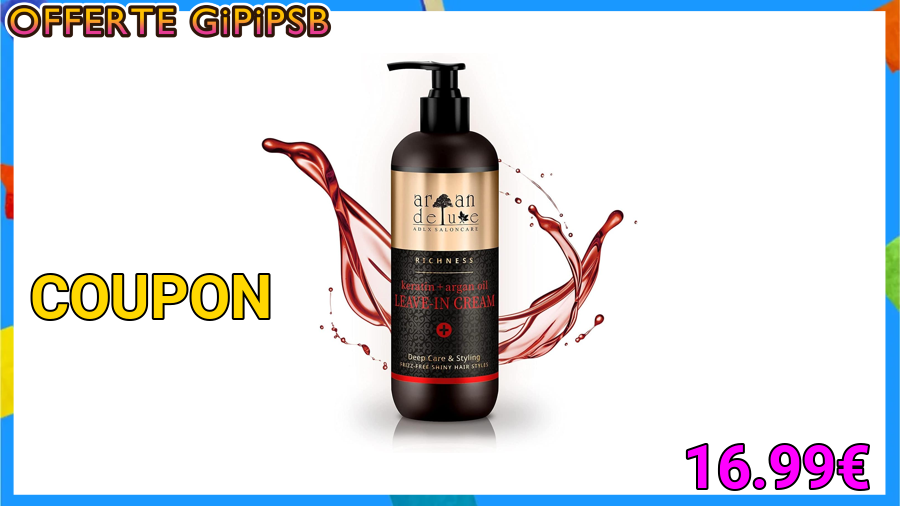 OFFERTE GiPiPSB
argan
deluxe
ADLX SALONCARE
RICHNESS
Keratin + argan oil
LEAVE-IN CREAM
Deep Care & Styling
FRIZZ-FREE SHINY HAIR STYLES
COUPON
16.99€